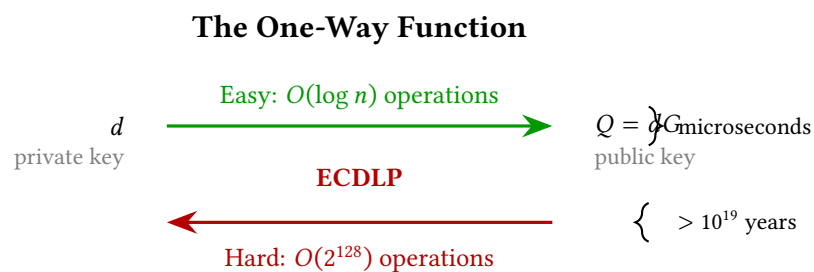 The One-Way Function
Easy: O(log n) operations
d
Q = dG
microseconds
private key
public key
ECDLP
> 10¹⁹ years
Hard: O(2¹²⁸) operations